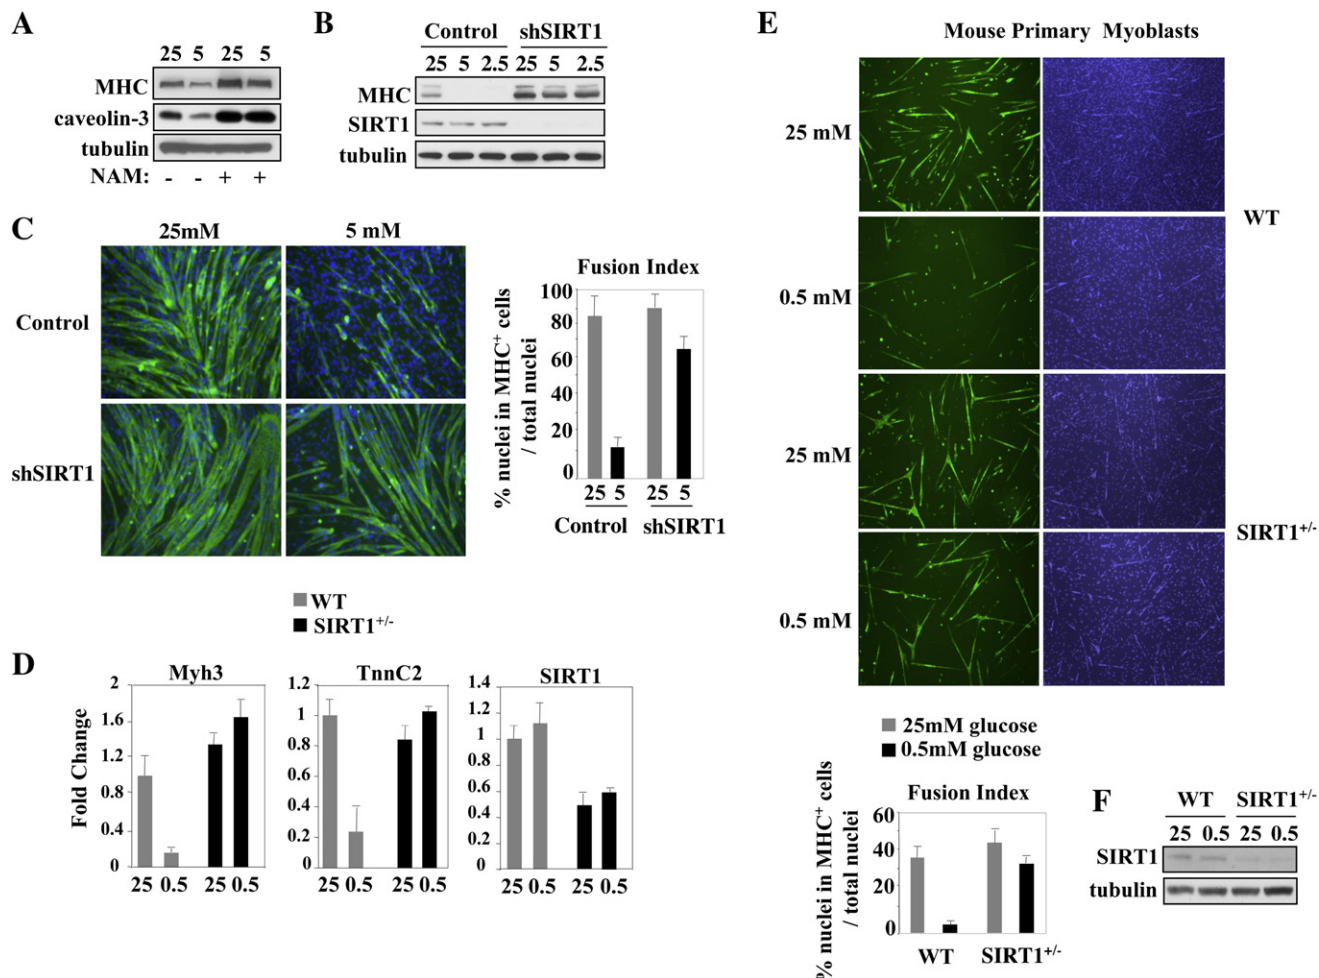 A
25 5 25 5
MHC
caveolin-3
tubulin
NAM: - - + +
B
Control shSIRT1
25 5 2.5 25 5 2.5
MHC
SIRT1
tubulin
C
25mM 5 mM
Control
shSIRT1
Fusion Index
% nuclei in MHC+ cells
/ total nuclei
100
80
60
40
20
0
25 5 25 5
Control shSIRT1
WT
SIRT1+/-
D
Myh3
Fold Change
2
1.6
1.2
0.8
0.4
0
25 0.5 25 0.5
TnnC2
1.2
1
0.8
0.6
0.4
0.2
0
25 0.5 25 0.5
SIRT1
1.4
1.2
1
0.8
0.6
0.4
0.2
0
25 0.5 25 0.5
E
Mouse Primary Myoblasts
25 mM
WT
0.5 mM
25 mM
SIRT1+/-
0.5 mM
25mM glucose
0.5mM glucose
Fusion Index
% nuclei in MHC+ cells
/ total nuclei
60
40
20
0
WT SIRT1+/-
F
WT SIRT1+/-
25 0.5 25 0.5
SIRT1
tubulin